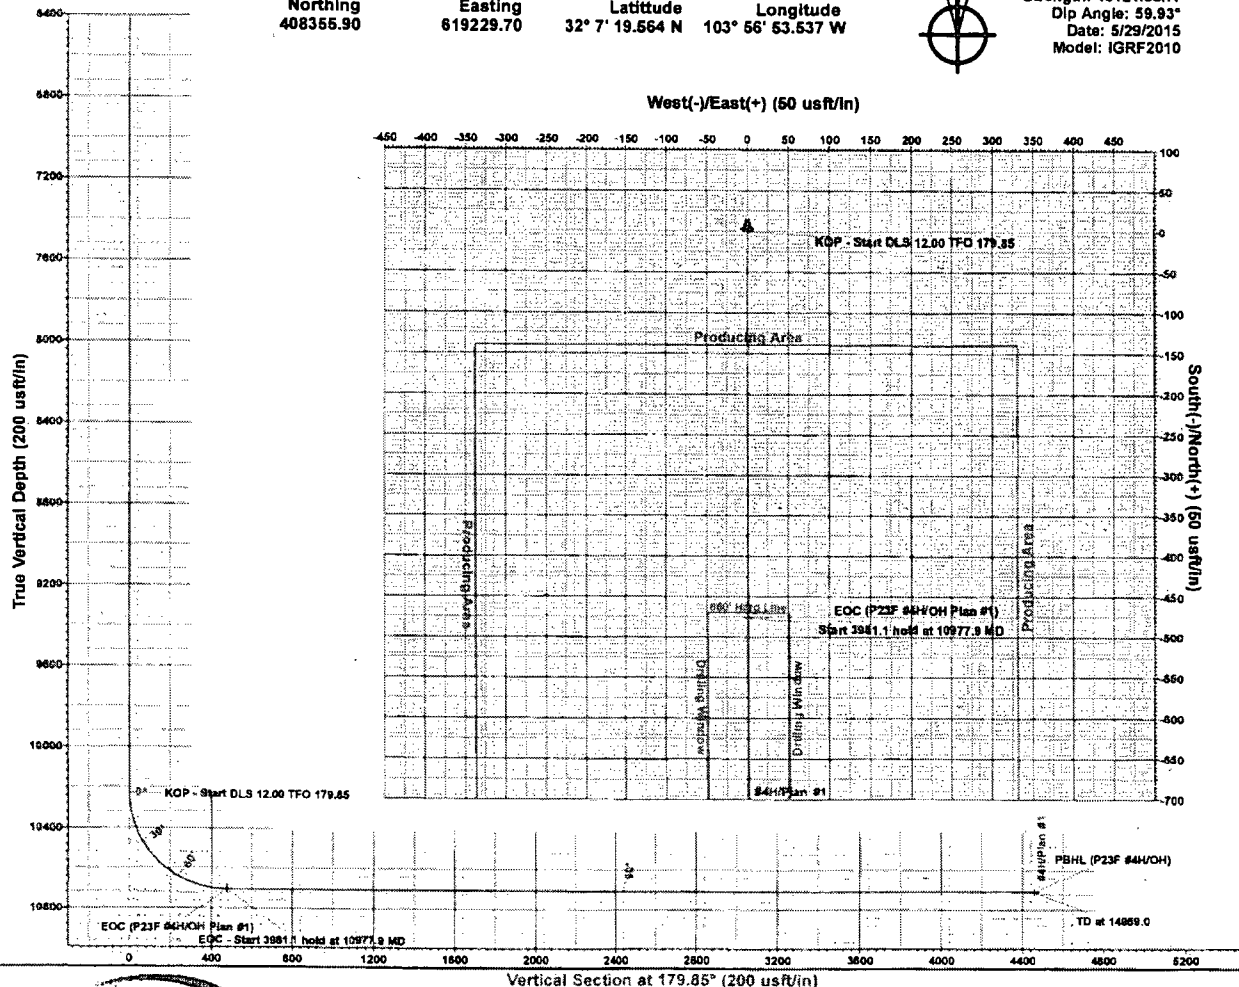 Northing Easting Latittude Longitude
408355.90 619229.70 32° 7' 19.564 N 103° 56' 53.537 W
Dip Angle: 59.93°
Date: 5/29/2015
Model: IGRF2010
West(-)/East(+) (50 usft/in)
-450 -400 -350 -300 -250 -200 -150 -100 -50 0 50 100 150 200 250 300 350 400 450
100
50
0
-50
-100
-150
-200
-250
-300
-350
-400
-450
-500
-550
-600
-650
-700
South(-)/North(+) (50 usft/in)
KOP - Start DLS 12.00 TFO 179.85
Producing Area
Producing Area
Producing Area
Hard Line
EOC (P23F #4H/OH Plan #1)
Start 3981.1 hold at 10977.9 MD
Drilling Window
Drilling Window
#4H/Plan #1
True Vertical Depth (200 usft/in)
6400
6800
7200
7600
8000
8400
8800
9200
9600
10000
10400
10800
0°
KOP - Start DLS 12.00 TFO 179.85
30°
60°
#4H/Plan #1
PBHL (P23F #4H/OH)
TD at 14959.0
EOC (P23F #4H/OH Plan #1)
EOC - Start 3981.1 hold at 10977.9 MD
0 400 800 1200 1600 2000 2400 2800 3200 3600 4000 4400 4800 5200
Vertical Section at 179.85° (200 usft/in)